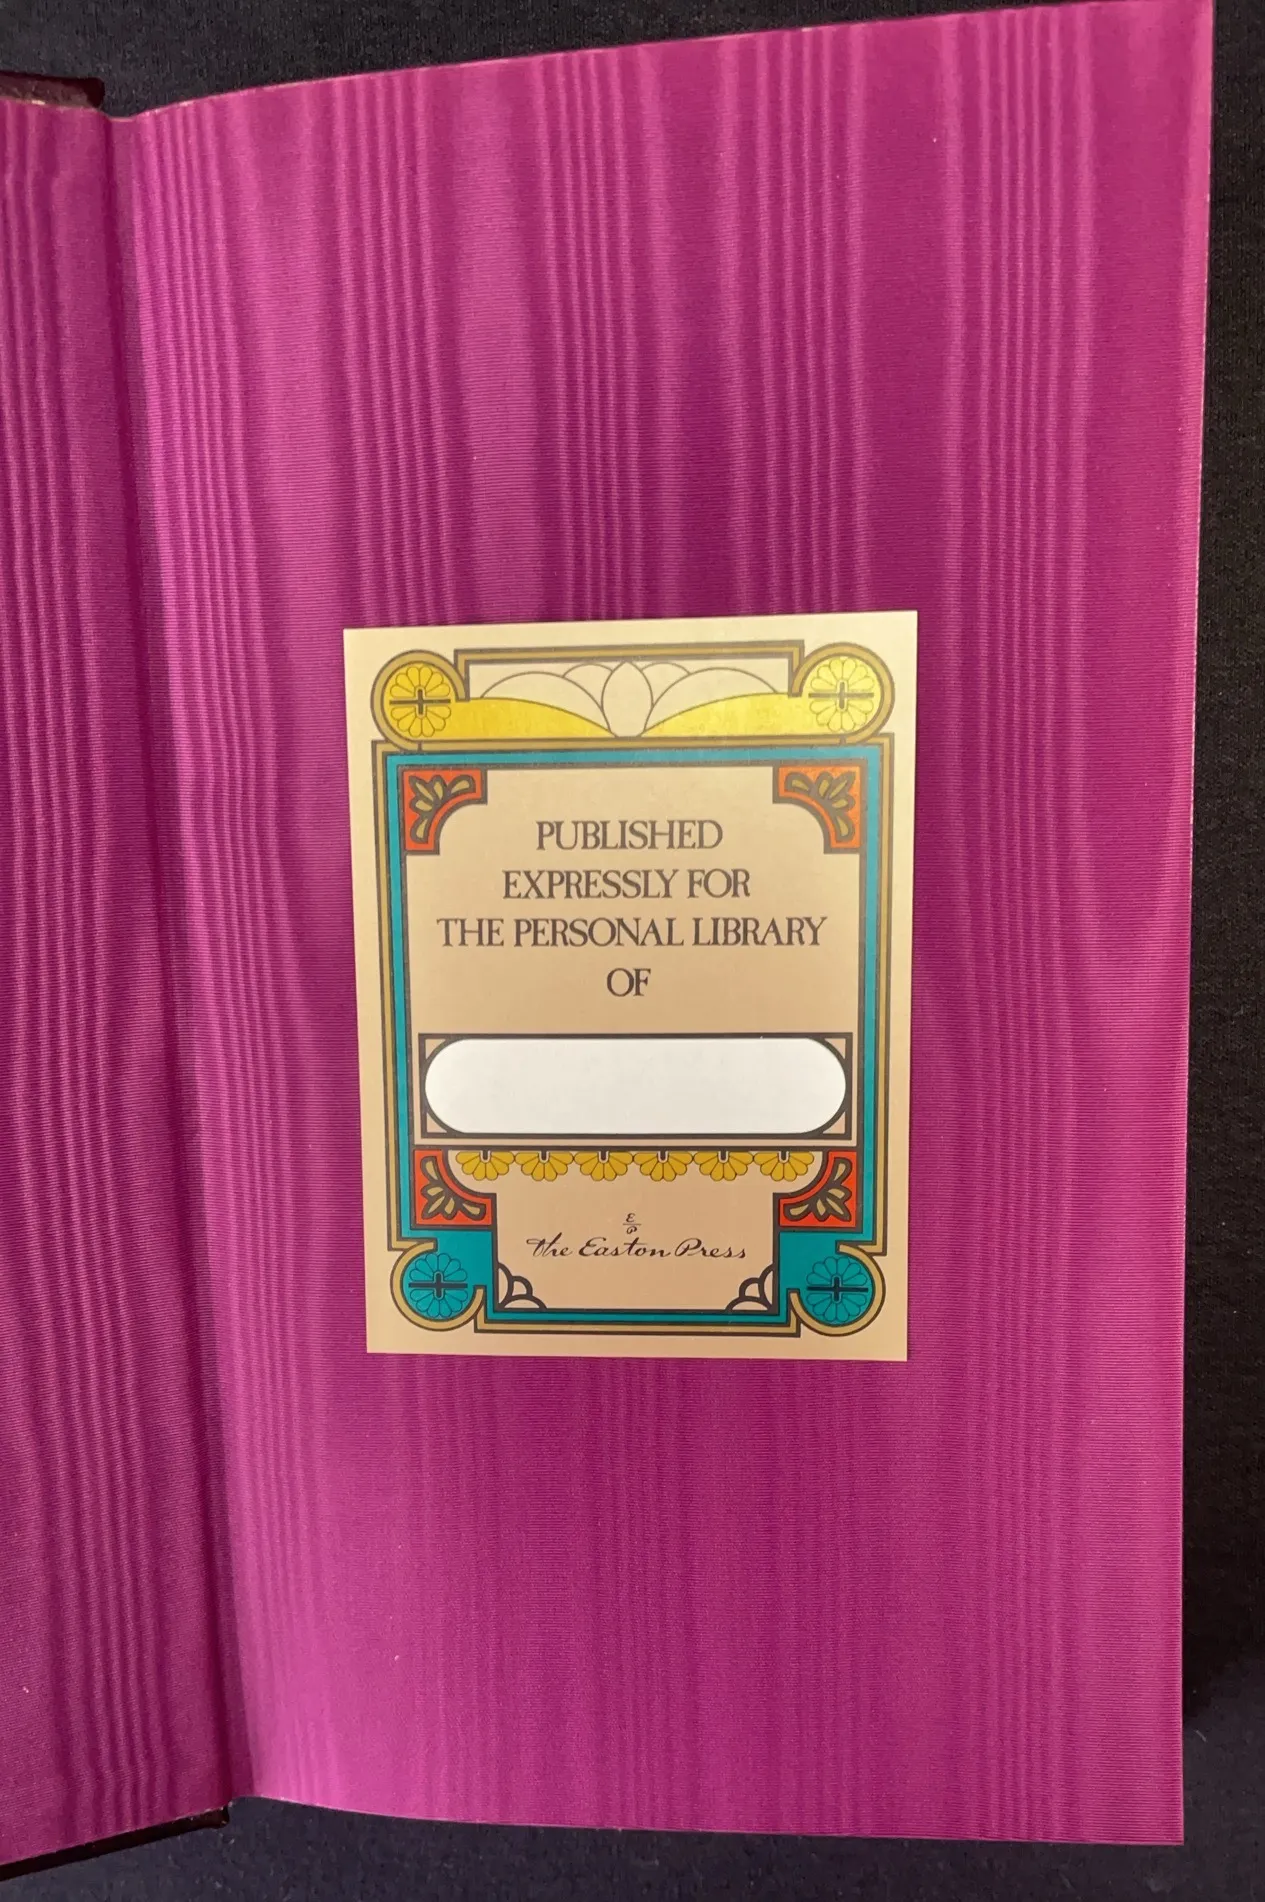 PUBLISHED
EXPRESSLY FOR
THE PERSONAL LIBRARY
OF
E
P
The Easton Press